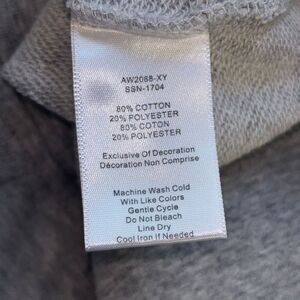 AW2088-XY
SSN-1704
80% COTTON
20% POLYESTER
80% COTON
20% POLYESTER
Exclusive Of Decoration
Décoration Non Comprise
Machine Wash Cold
With Like Colors
Gentle Cycle
Do Not Bleach
Line Dry
Cool Iron If Needed